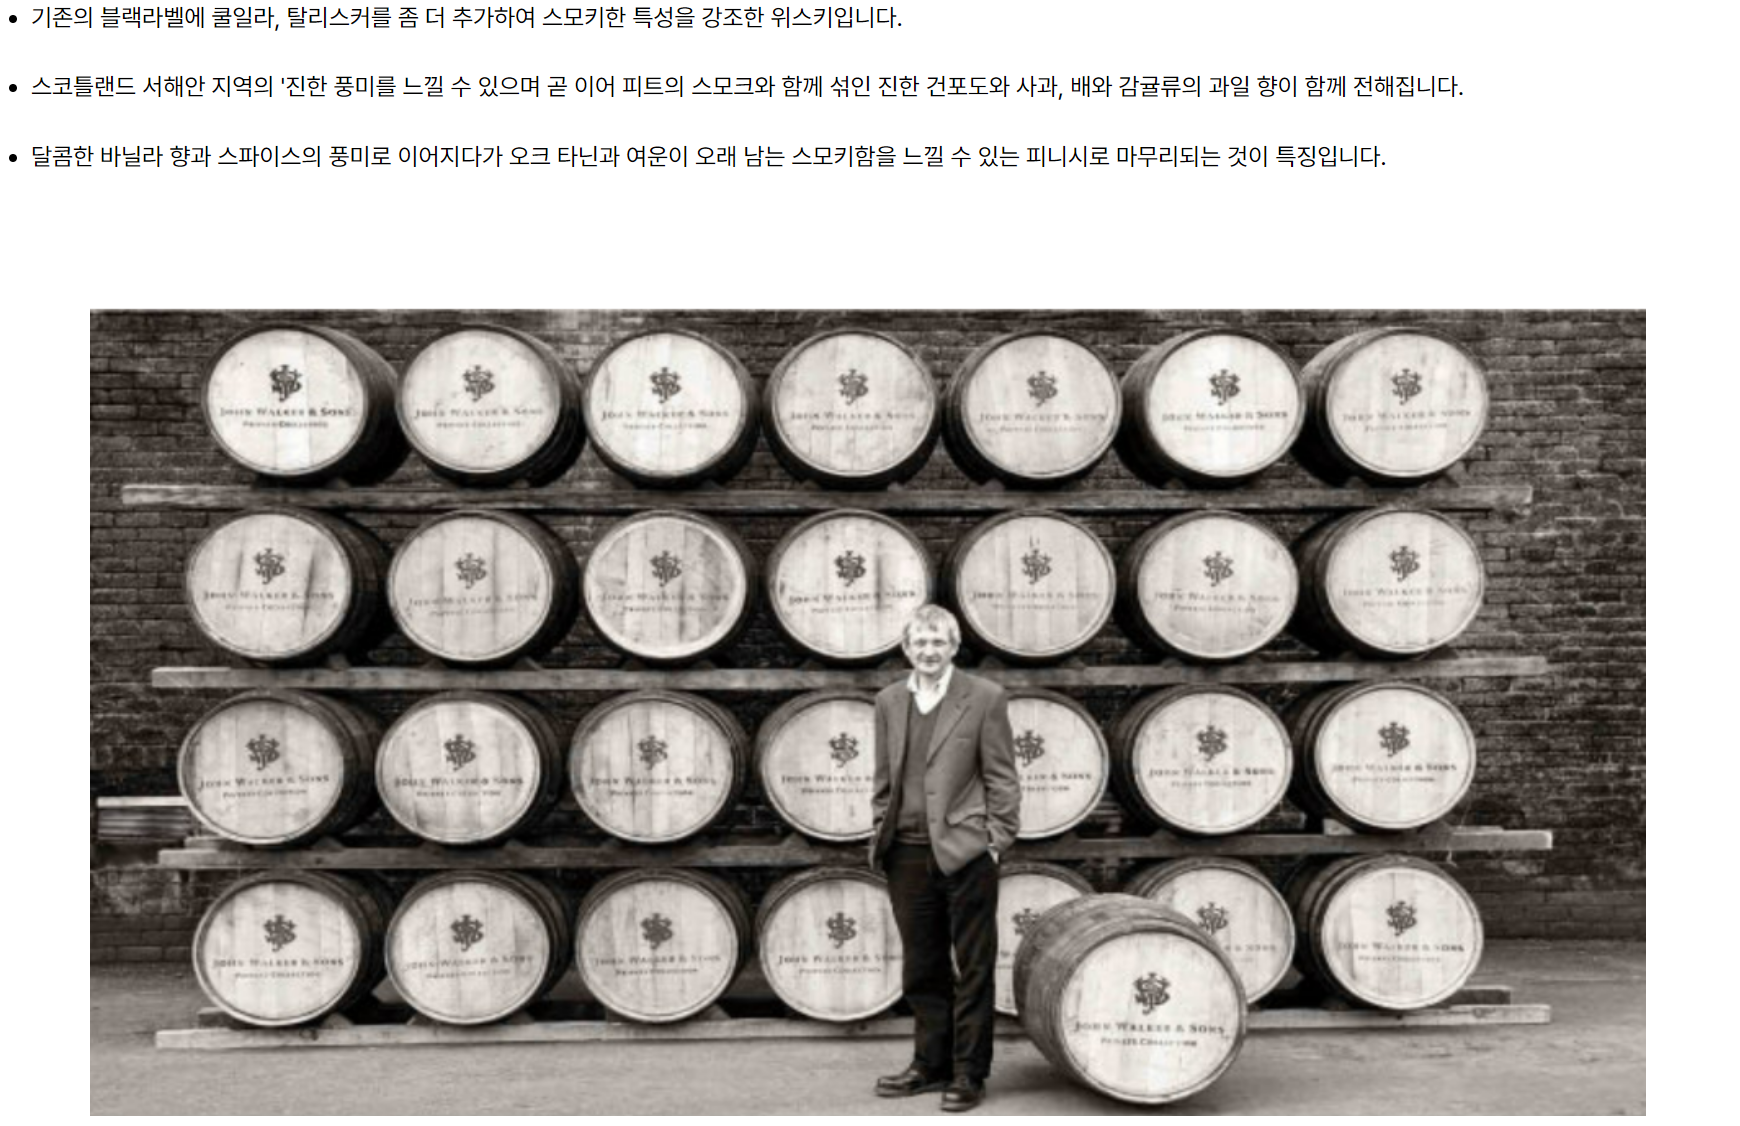 기존의 블랙라벨에 쿨일라, 탈리스커를 좀 더 추가하여 스모키한 특성을 강조한 위스키입니다.
스코틀랜드 서해안 지역의 '진한 풍미를 느낄 수 있으며 곧 이어 피트의 스모크와 함께 섞인 진한 건포도와 사과, 배와 감귤류의 과일 향이 함께 전해집니다.
달콤한 바닐라 향과 스파이스의 풍미로 이어지다가 오크 타닌과 여운이 오래 남는 스모키함을 느낄 수 있는 피니시로 마무리되는 것이 특징입니다.
JOHN WALKER & SONS
PRIVATE COLLECTION